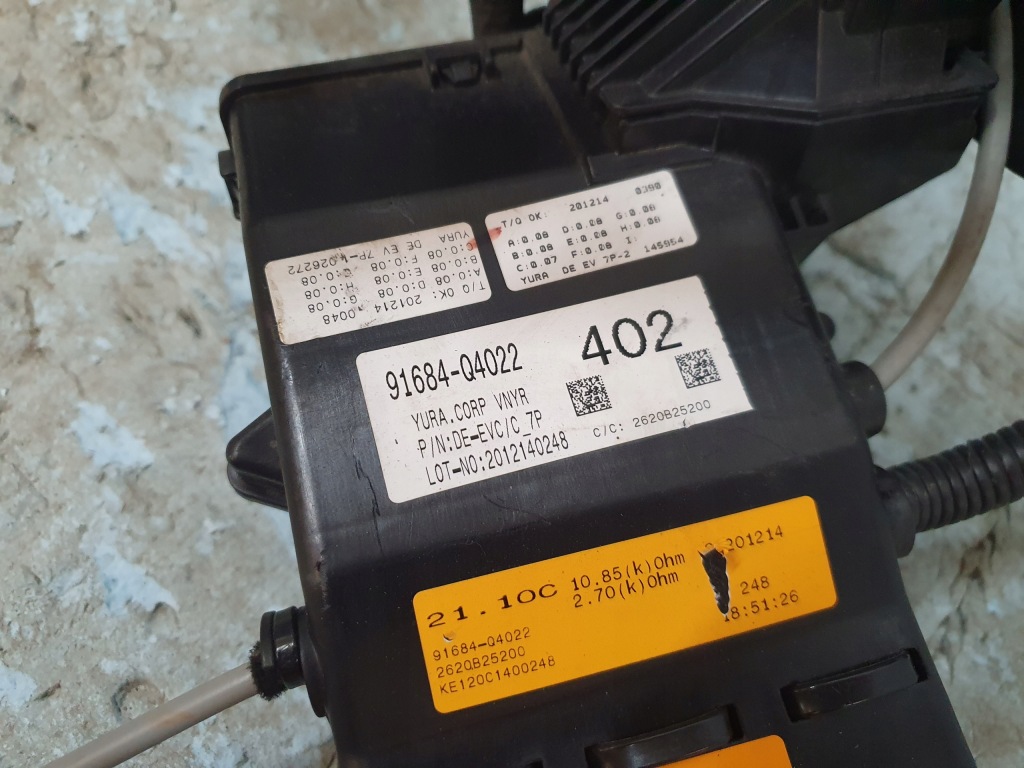 T/Q OK: 201214 0390
A:0.08 D:0.08 G:0.06
B:0.08 E:0.08 H:0.06
C:0.07 F:0.08 I:
YURA DE EV 7P-2 145954
T/Q OK: 201214 0048
A:0.08 D:0.08 G:0.08
B:0.08 E:0.08 H:0.08
C:0.08 F:0.08
YURA DE EV 7P-1 026272
91684-Q4022 402
YURA.CORP VNYR
P/N:DE-EVC/C 7P
LOT-NO:2012140248 C/C: 2620B25200
21.10C 10.85(k)Ohm 201214
2.70(k)Ohm
248
18:51:26
91684-Q4022
2620B25200
KE120C1400248